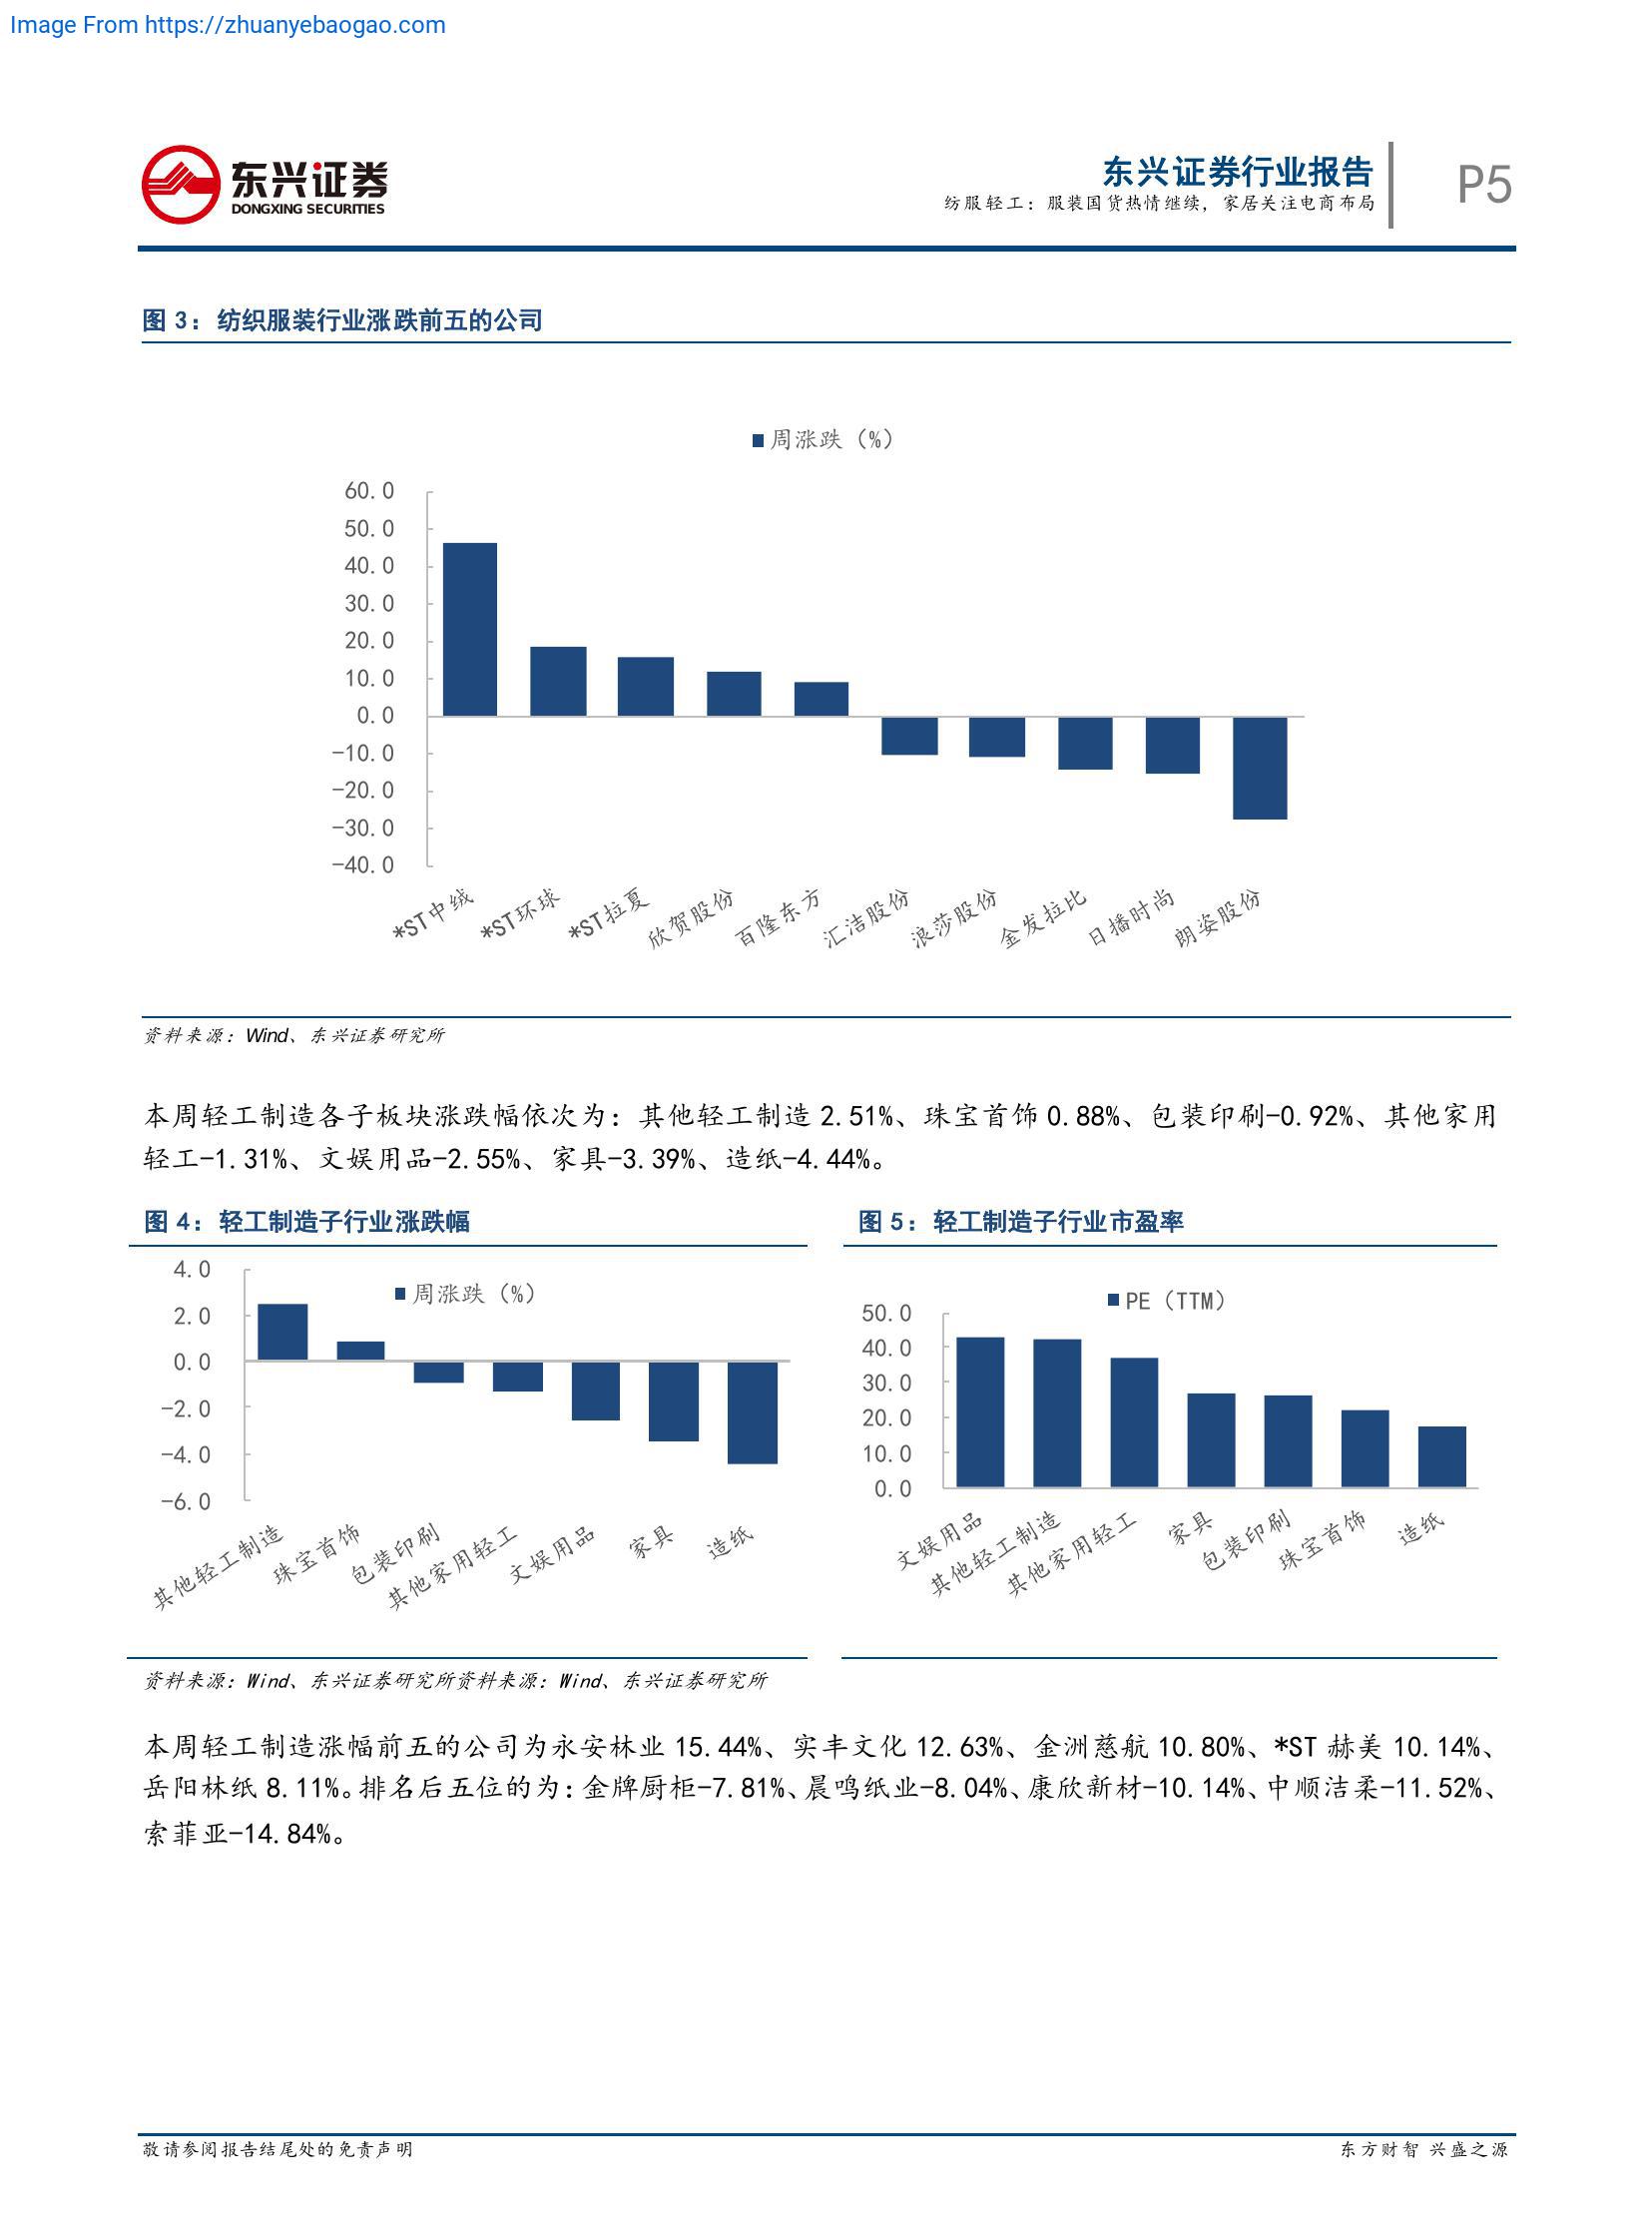 Image From https://zhuanyebaogao.com
东兴证券
DONGXING SECURITIES
东兴证券行业报告
纺服轻工：服装国货热情继续，家居关注电商布局
P5
图 3：纺织服装行业涨跌前五的公司
周涨跌（%）
60.0
50.0
40.0
30.0
20.0
10.0
0.0
-10.0
-20.0
-30.0
-40.0
*ST中绒
*ST环球
*ST拉夏
欣贺股份
百隆东方
汇洁股份
浪莎股份
金发拉比
日播时尚
朗姿股份
资料来源：Wind、东兴证券研究所
本周轻工制造各子板块涨跌幅依次为：其他轻工制造 2.51%、珠宝首饰 0.88%、包装印刷-0.92%、其他家用
轻工-1.31%、文娱用品-2.55%、家具-3.39%、造纸-4.44%。
图 4：轻工制造子行业涨跌幅
周涨跌（%）
4.0
2.0
0.0
-2.0
-4.0
-6.0
其他轻工制造
珠宝首饰
包装印刷
其他家用轻工
文娱用品
家具
造纸
图 5：轻工制造子行业市盈率
PE（TTM）
50.0
40.0
30.0
20.0
10.0
0.0
文娱用品
其他轻工制造
其他家用轻工
家具
包装印刷
珠宝首饰
造纸
资料来源：Wind、东兴证券研究所资料来源：Wind、东兴证券研究所
本周轻工制造涨幅前五的公司为永安林业 15.44%、实丰文化 12.63%、金洲慈航 10.80%、*ST 赫美 10.14%、
岳阳林纸 8.11%。排名后五位的为：金牌厨柜-7.81%、晨鸣纸业-8.04%、康欣新材-10.14%、中顺洁柔-11.52%、
索菲亚-14.84%。
敬请参阅报告结尾处的免责声明
东方财智 兴盛之源